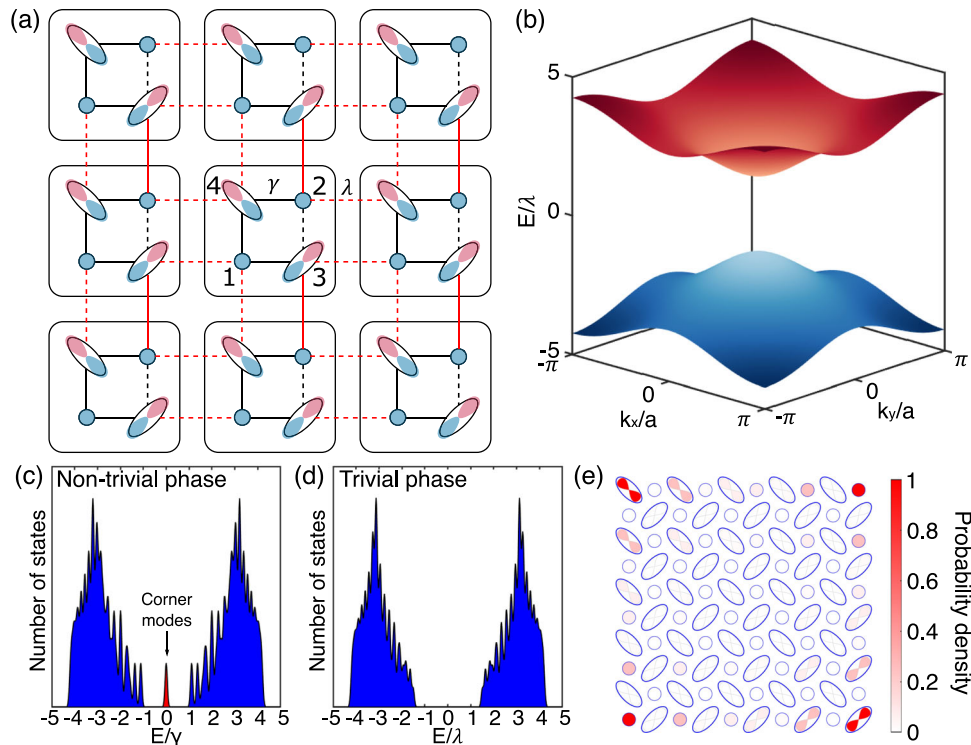 (a)
4
γ
2
λ
1
3
(b)
5
E/λ
0
-5
-π
0
kx/a
π
-π
0
ky/a
π
(c)
Non-trivial phase
Number of states
Corner
modes
-5 -4 -3 -2 -1 0 1 2 3 4 5
E/γ
(d)
Trivial phase
Number of states
-5 -4 -3 -2 -1 0 1 2 3 4 5
E/λ
(e)
1
0.8
0.6
0.4
0.2
0
Probability density